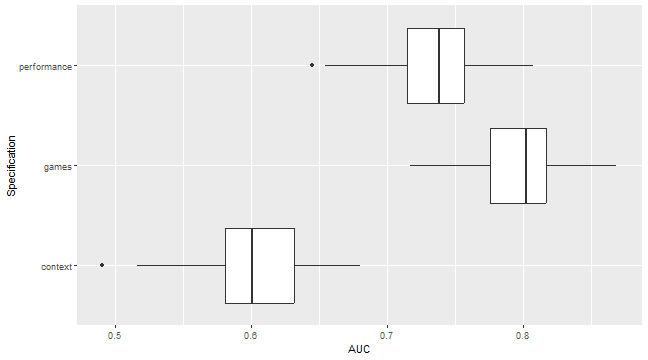 performance
games
context
Specification
0.5 0.6 0.7 0.8
AUC